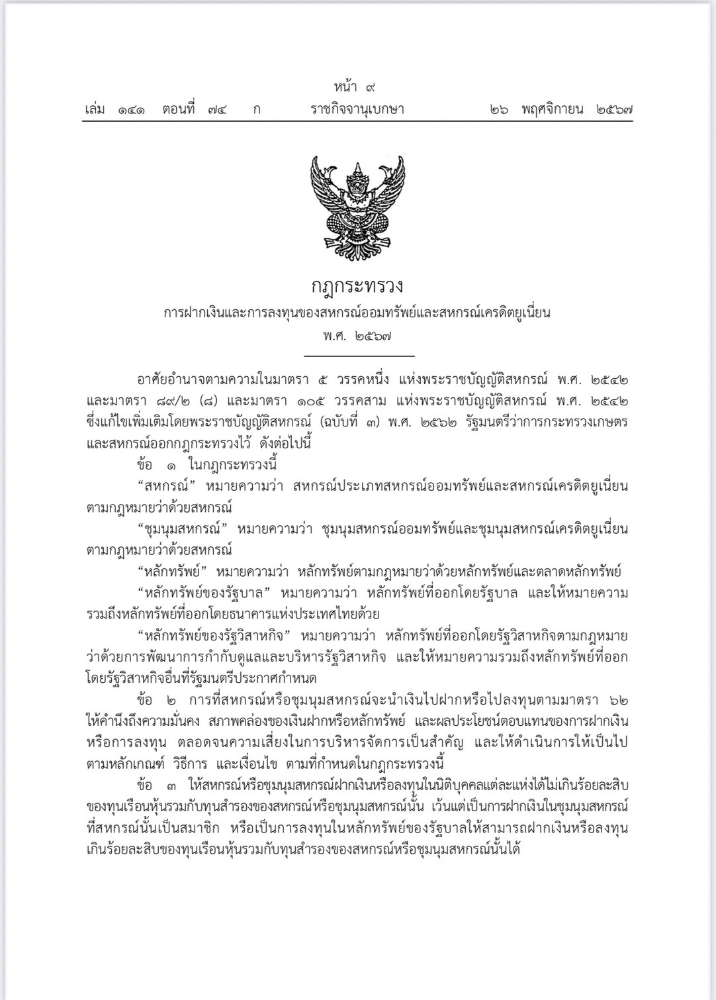 หน้า ๙
เล่ม ๑๔๑ ตอนที่ ๗๔ ก ราชกิจจานุเบกษา ๒๖ พฤศจิกายน ๒๕๖๗
กฎกระทรวง
การฝากเงินและการลงทุนของสหกรณ์ออมทรัพย์และสหกรณ์เครดิตยูเนี่ยน
พ.ศ. ๒๕๖๗
อาศัยอำนาจตามความในมาตรา ๕ วรรคหนึ่ง แห่งพระราชบัญญัติสหกรณ์ พ.ศ. ๒๕๔๒
และมาตรา ๘๙/๒ (๘) และมาตรา ๑๐๕ วรรคสาม แห่งพระราชบัญญัติสหกรณ์ พ.ศ. ๒๕๔๒
ซึ่งแก้ไขเพิ่มเติมโดยพระราชบัญญัติสหกรณ์ (ฉบับที่ ๓) พ.ศ. ๒๕๖๒ รัฐมนตรีว่าการกระทรวงเกษตร
และสหกรณ์ออกกฎกระทรวงไว้ ดังต่อไปนี้
ข้อ ๑ ในกฎกระทรวงนี้
“สหกรณ์” หมายความว่า สหกรณ์ประเภทสหกรณ์ออมทรัพย์และสหกรณ์เครดิตยูเนี่ยน
ตามกฎหมายว่าด้วยสหกรณ์
“ชุมนุมสหกรณ์” หมายความว่า ชุมนุมสหกรณ์ออมทรัพย์และชุมนุมสหกรณ์เครดิตยูเนี่ยน
ตามกฎหมายว่าด้วยสหกรณ์
“หลักทรัพย์” หมายความว่า หลักทรัพย์ตามกฎหมายว่าด้วยหลักทรัพย์และตลาดหลักทรัพย์
“หลักทรัพย์ของรัฐบาล” หมายความว่า หลักทรัพย์ที่ออกโดยรัฐบาล และให้หมายความ
รวมถึงหลักทรัพย์ที่ออกโดยธนาคารแห่งประเทศไทยด้วย
“หลักทรัพย์ของรัฐวิสาหกิจ” หมายความว่า หลักทรัพย์ที่ออกโดยรัฐวิสาหกิจตามกฎหมาย
ว่าด้วยการพัฒนาการกำกับดูแลและบริหารรัฐวิสาหกิจ และให้หมายความรวมถึงหลักทรัพย์ที่ออก
โดยรัฐวิสาหกิจอื่นที่รัฐมนตรีประกาศกำหนด
ข้อ ๒ การที่สหกรณ์หรือชุมนุมสหกรณ์จะนำเงินไปฝากหรือไปลงทุนตามมาตรา ๖๒
ให้คำนึงถึงความมั่นคง สภาพคล่องของเงินฝากหรือหลักทรัพย์ และผลประโยชน์ตอบแทนของการฝากเงิน
หรือการลงทุน ตลอดจนความเสี่ยงในการบริหารจัดการเป็นสำคัญ และให้ดำเนินการให้เป็นไป
ตามหลักเกณฑ์ วิธีการ และเงื่อนไข ตามที่กำหนดในกฎกระทรวงนี้
ข้อ ๓ ให้สหกรณ์หรือชุมนุมสหกรณ์ฝากเงินหรือลงทุนในนิติบุคคลแต่ละแห่งได้ไม่เกินร้อยละสิบ
ของทุนเรือนหุ้นรวมกับทุนสำรองของสหกรณ์หรือชุมนุมสหกรณ์นั้น เว้นแต่เป็นการฝากเงินในชุมนุมสหกรณ์
ที่สหกรณ์นั้นเป็นสมาชิก หรือเป็นการลงทุนในหลักทรัพย์ของรัฐบาลให้สามารถฝากเงินหรือลงทุน
เกินร้อยละสิบของทุนเรือนหุ้นรวมกับทุนสำรองของสหกรณ์หรือชุมนุมสหกรณ์นั้นได้